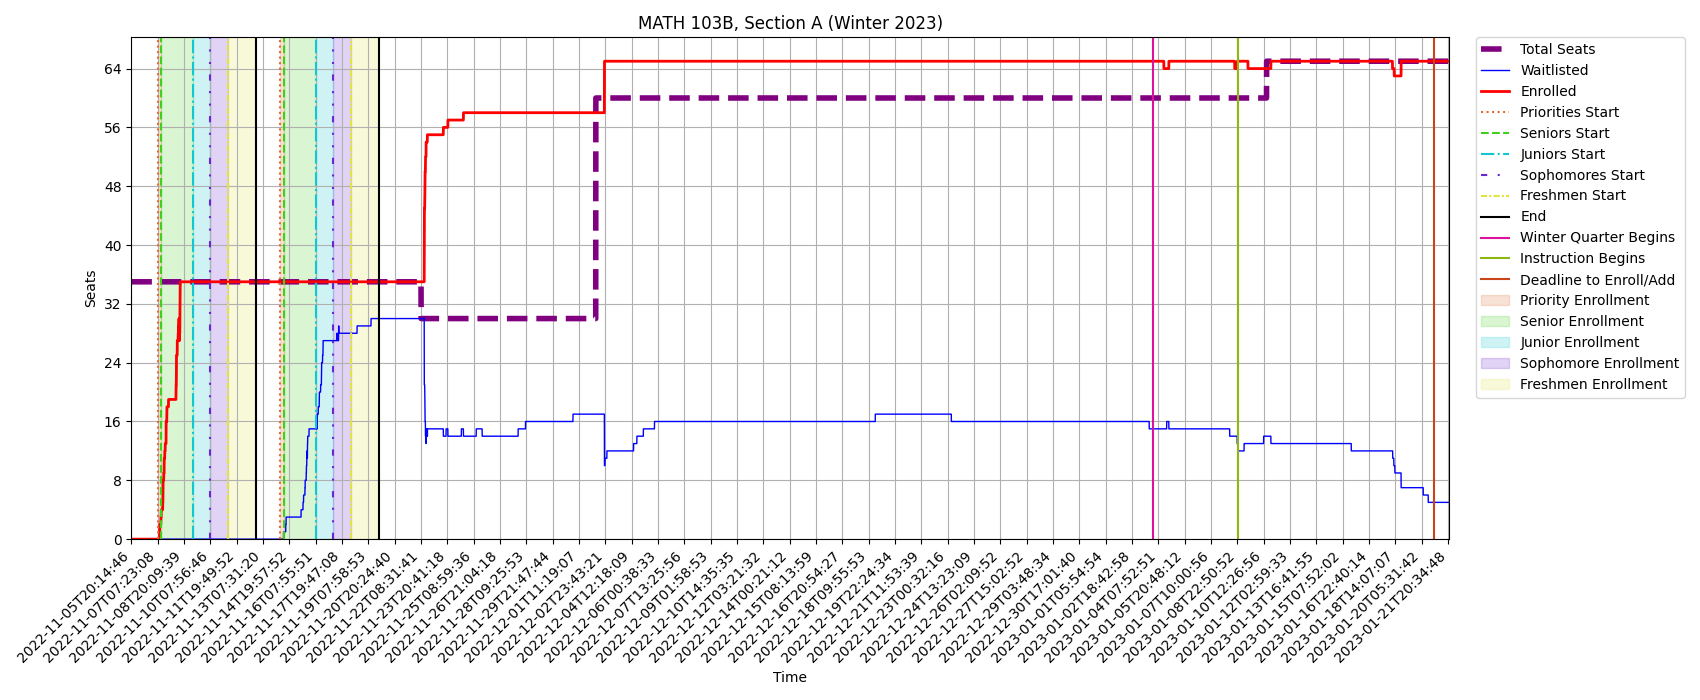 MATH 103B, Section A (Winter 2023)
Seats
64
56
48
40
32
24
16
8
0
2022-11-05T20:14:46
2022-11-07T07:23:08
2022-11-08T20:09:39
2022-11-10T07:56:46
2022-11-11T19:49:52
2022-11-13T07:31:20
2022-11-14T19:57:52
2022-11-16T07:55:51
2022-11-17T19:47:08
2022-11-19T07:58:53
2022-11-20T20:24:40
2022-11-22T08:31:41
2022-11-23T20:41:18
2022-11-25T08:59:36
2022-11-26T21:04:18
2022-11-28T09:25:53
2022-11-29T21:47:44
2022-12-01T11:19:07
2022-12-02T23:43:21
2022-12-04T12:18:09
2022-12-06T00:38:33
2022-12-07T13:25:56
2022-12-09T01:58:53
2022-12-10T14:35:35
2022-12-12T03:21:32
2022-12-14T00:21:12
2022-12-15T08:13:59
2022-12-16T20:54:27
2022-12-18T09:55:53
2022-12-19T22:24:34
2022-12-21T11:53:39
2022-12-23T00:32:16
2022-12-24T13:23:09
2022-12-26T02:09:52
2022-12-27T15:02:52
2022-12-29T03:48:34
2022-12-30T17:01:40
2023-01-01T05:54:54
2023-01-02T18:42:58
2023-01-04T07:52:51
2023-01-05T20:48:12
2023-01-07T10:00:56
2023-01-08T22:50:52
2023-01-10T12:26:56
2023-01-12T02:59:33
2023-01-13T16:41:55
2023-01-15T07:52:02
2023-01-16T22:40:14
2023-01-18T14:07:07
2023-01-20T05:31:42
2023-01-21T20:34:48
Time
Total Seats
Waitlisted
Enrolled
Priorities Start
Seniors Start
Juniors Start
Sophomores Start
Freshmen Start
End
Winter Quarter Begins
Instruction Begins
Deadline to Enroll/Add
Priority Enrollment
Senior Enrollment
Junior Enrollment
Sophomore Enrollment
Freshmen Enrollment